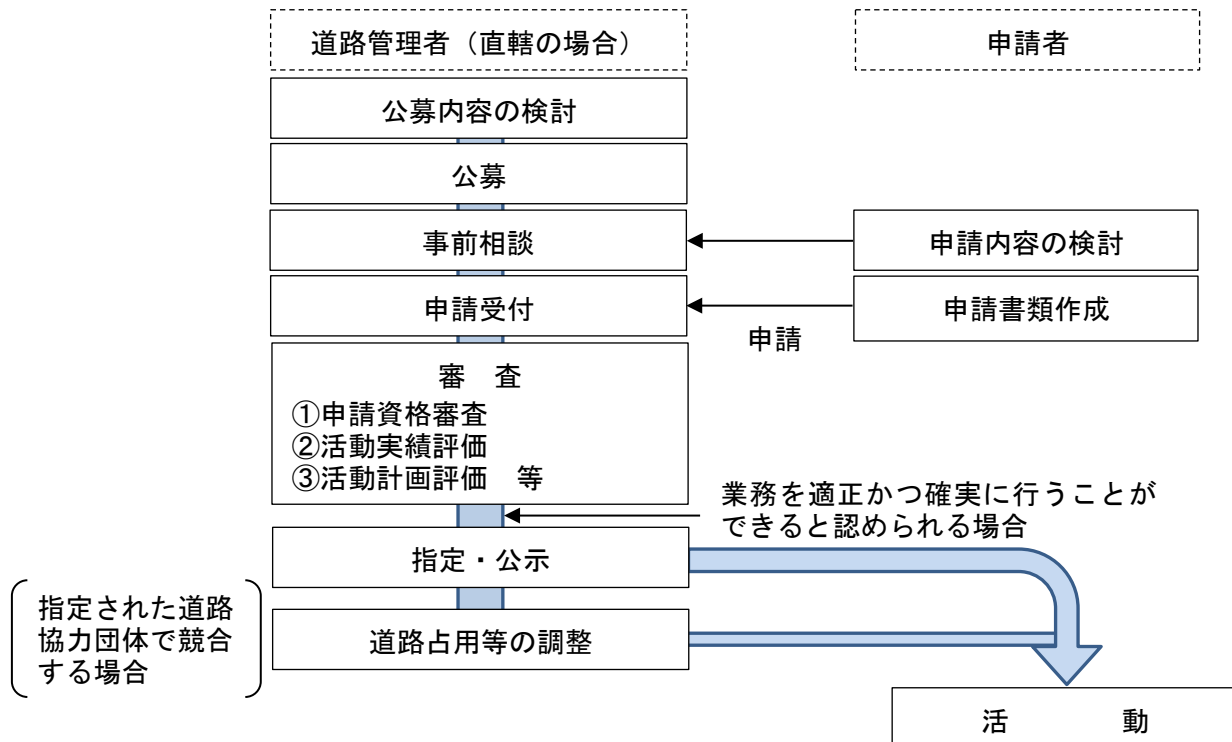 道路管理者（直轄の場合）
申請者
公募内容の検討
公募
事前相談
申請内容の検討
申請受付
申請書類作成
申請
審　査
①申請資格審査
②活動実績評価
③活動計画評価　等
業務を適正かつ確実に行うことが
できると認められる場合
指定・公示
指定された道路
協力団体で競合
する場合
道路占用等の調整
活　　動